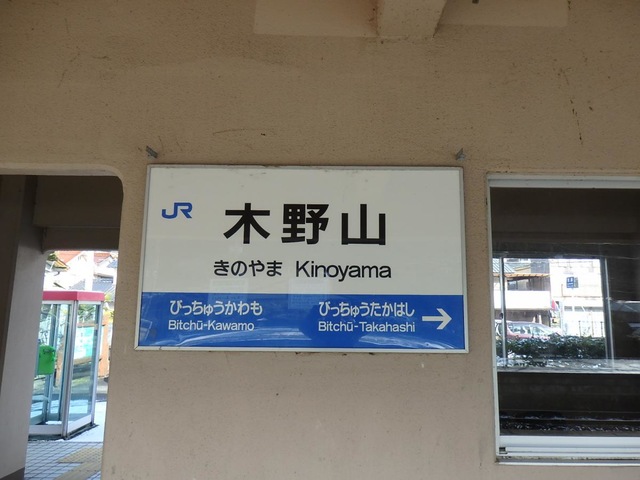 JR
木野山
きのやま Kinoyama
びっちゅうかわも びっちゅうたかはし →
Bitchū-Kawamo Bitchū-Takahashi